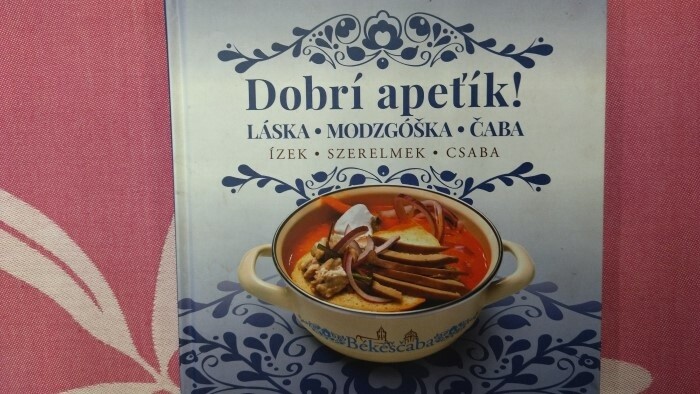 Dobrí apeťík!
LÁSKA • MODZGÓŠKA • ČABA
ÍZEK • SZERELMEK • CSABA
Békéscsaba